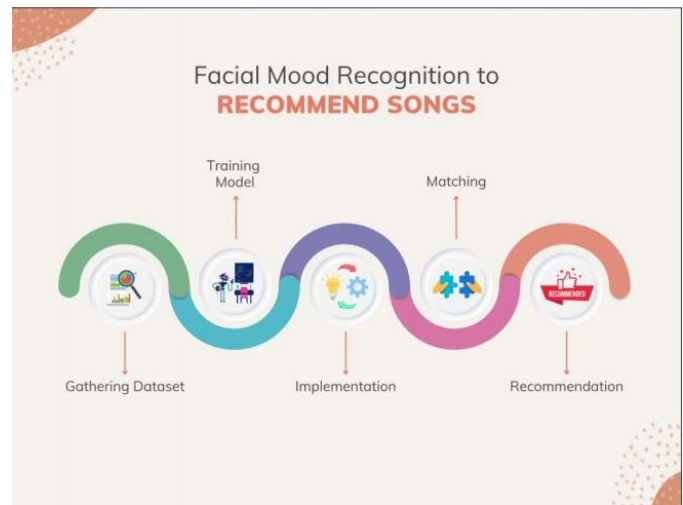 Facial Mood Recognition to
RECOMMEND SONGS
Training
Model
Matching
RECOMMENDED
Gathering Dataset
Implementation
Recommendation